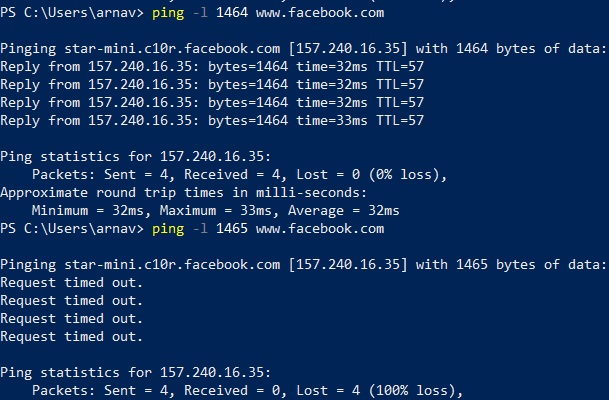 PS C:\Users\arnav> ping -l 1464 www.facebook.com
Pinging star-mini.c10r.facebook.com [157.240.16.35] with 1464 bytes of data:
Reply from 157.240.16.35: bytes=1464 time=32ms TTL=57
Reply from 157.240.16.35: bytes=1464 time=32ms TTL=57
Reply from 157.240.16.35: bytes=1464 time=32ms TTL=57
Reply from 157.240.16.35: bytes=1464 time=33ms TTL=57
Ping statistics for 157.240.16.35:
    Packets: Sent = 4, Received = 4, Lost = 0 (0% loss),
Approximate round trip times in milli-seconds:
    Minimum = 32ms, Maximum = 33ms, Average = 32ms
PS C:\Users\arnav> ping -l 1465 www.facebook.com
Pinging star-mini.c10r.facebook.com [157.240.16.35] with 1465 bytes of data:
Request timed out.
Request timed out.
Request timed out.
Request timed out.
Ping statistics for 157.240.16.35:
    Packets: Sent = 4, Received = 0, Lost = 4 (100% loss),